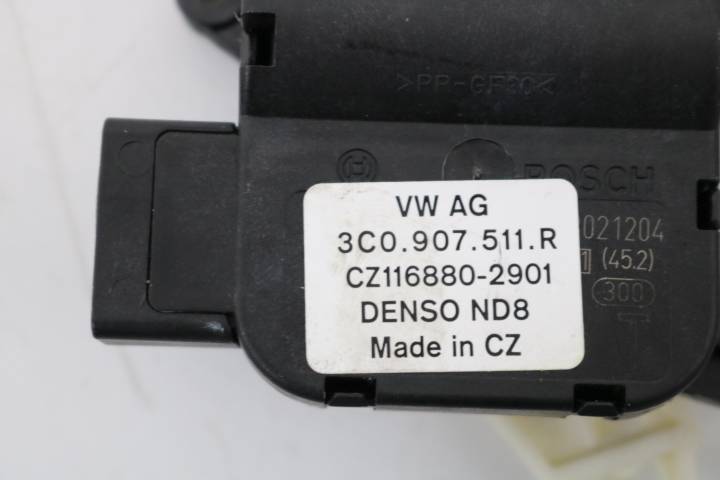 >PP-GF30<
BOSCH
VW AG
3C0.907.511.R
021204
CZ116880-2901
(45.2)
DENSO ND8
300
Made in CZ